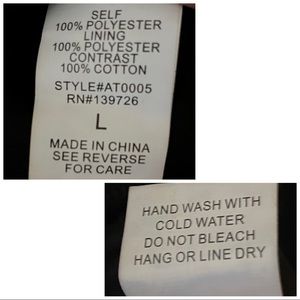 SELF
100% POLYESTER
LINING
100% POLYESTER
CONTRAST
100% COTTON
STYLE#AT0005
RN#139726
L
MADE IN CHINA
SEE REVERSE
FOR CARE
HAND WASH WITH
COLD WATER
DO NOT BLEACH
HANG OR LINE DRY